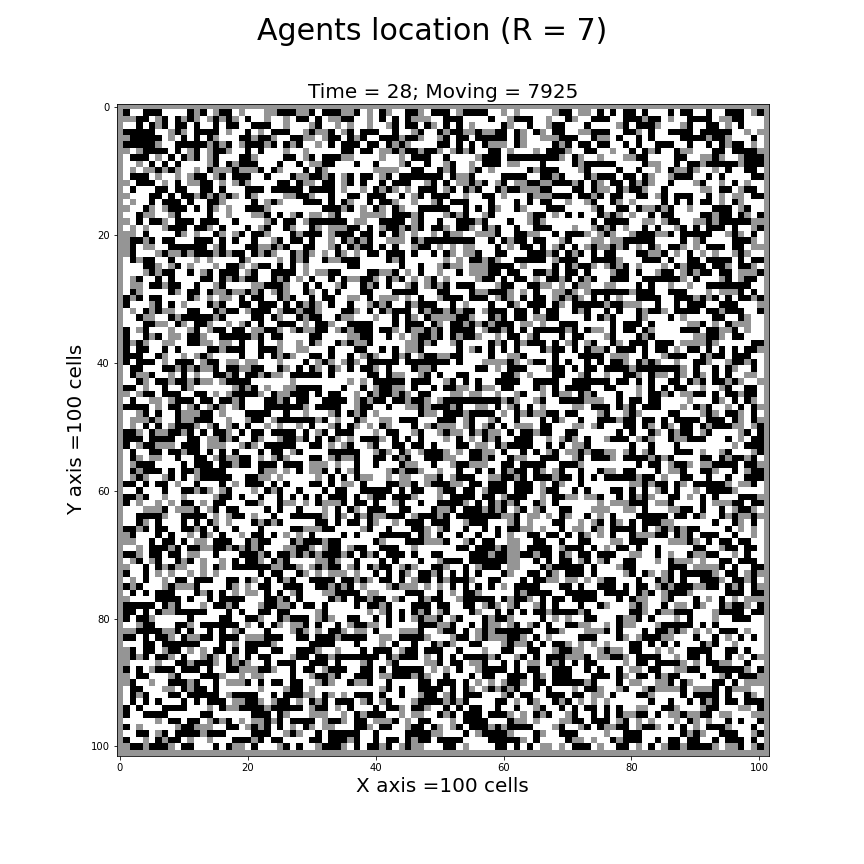 Agents location (R = 7)
Time = 28; Moving = 7925
0
20
40
60
80
100
Y axis =100 cells
0 20 40 60 80 100
X axis =100 cells